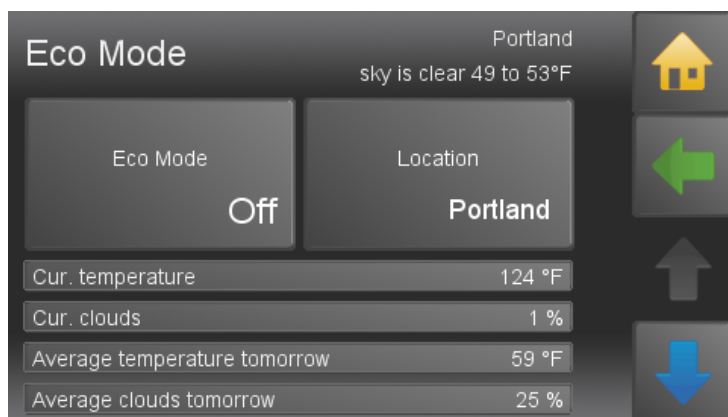 Eco Mode
Portland
sky is clear 49 to 53°F
Eco Mode
Off
Location
Portland
Cur. temperature 124 °F
Cur. clouds 1 %
Average temperature tomorrow 59 °F
Average clouds tomorrow 25 %